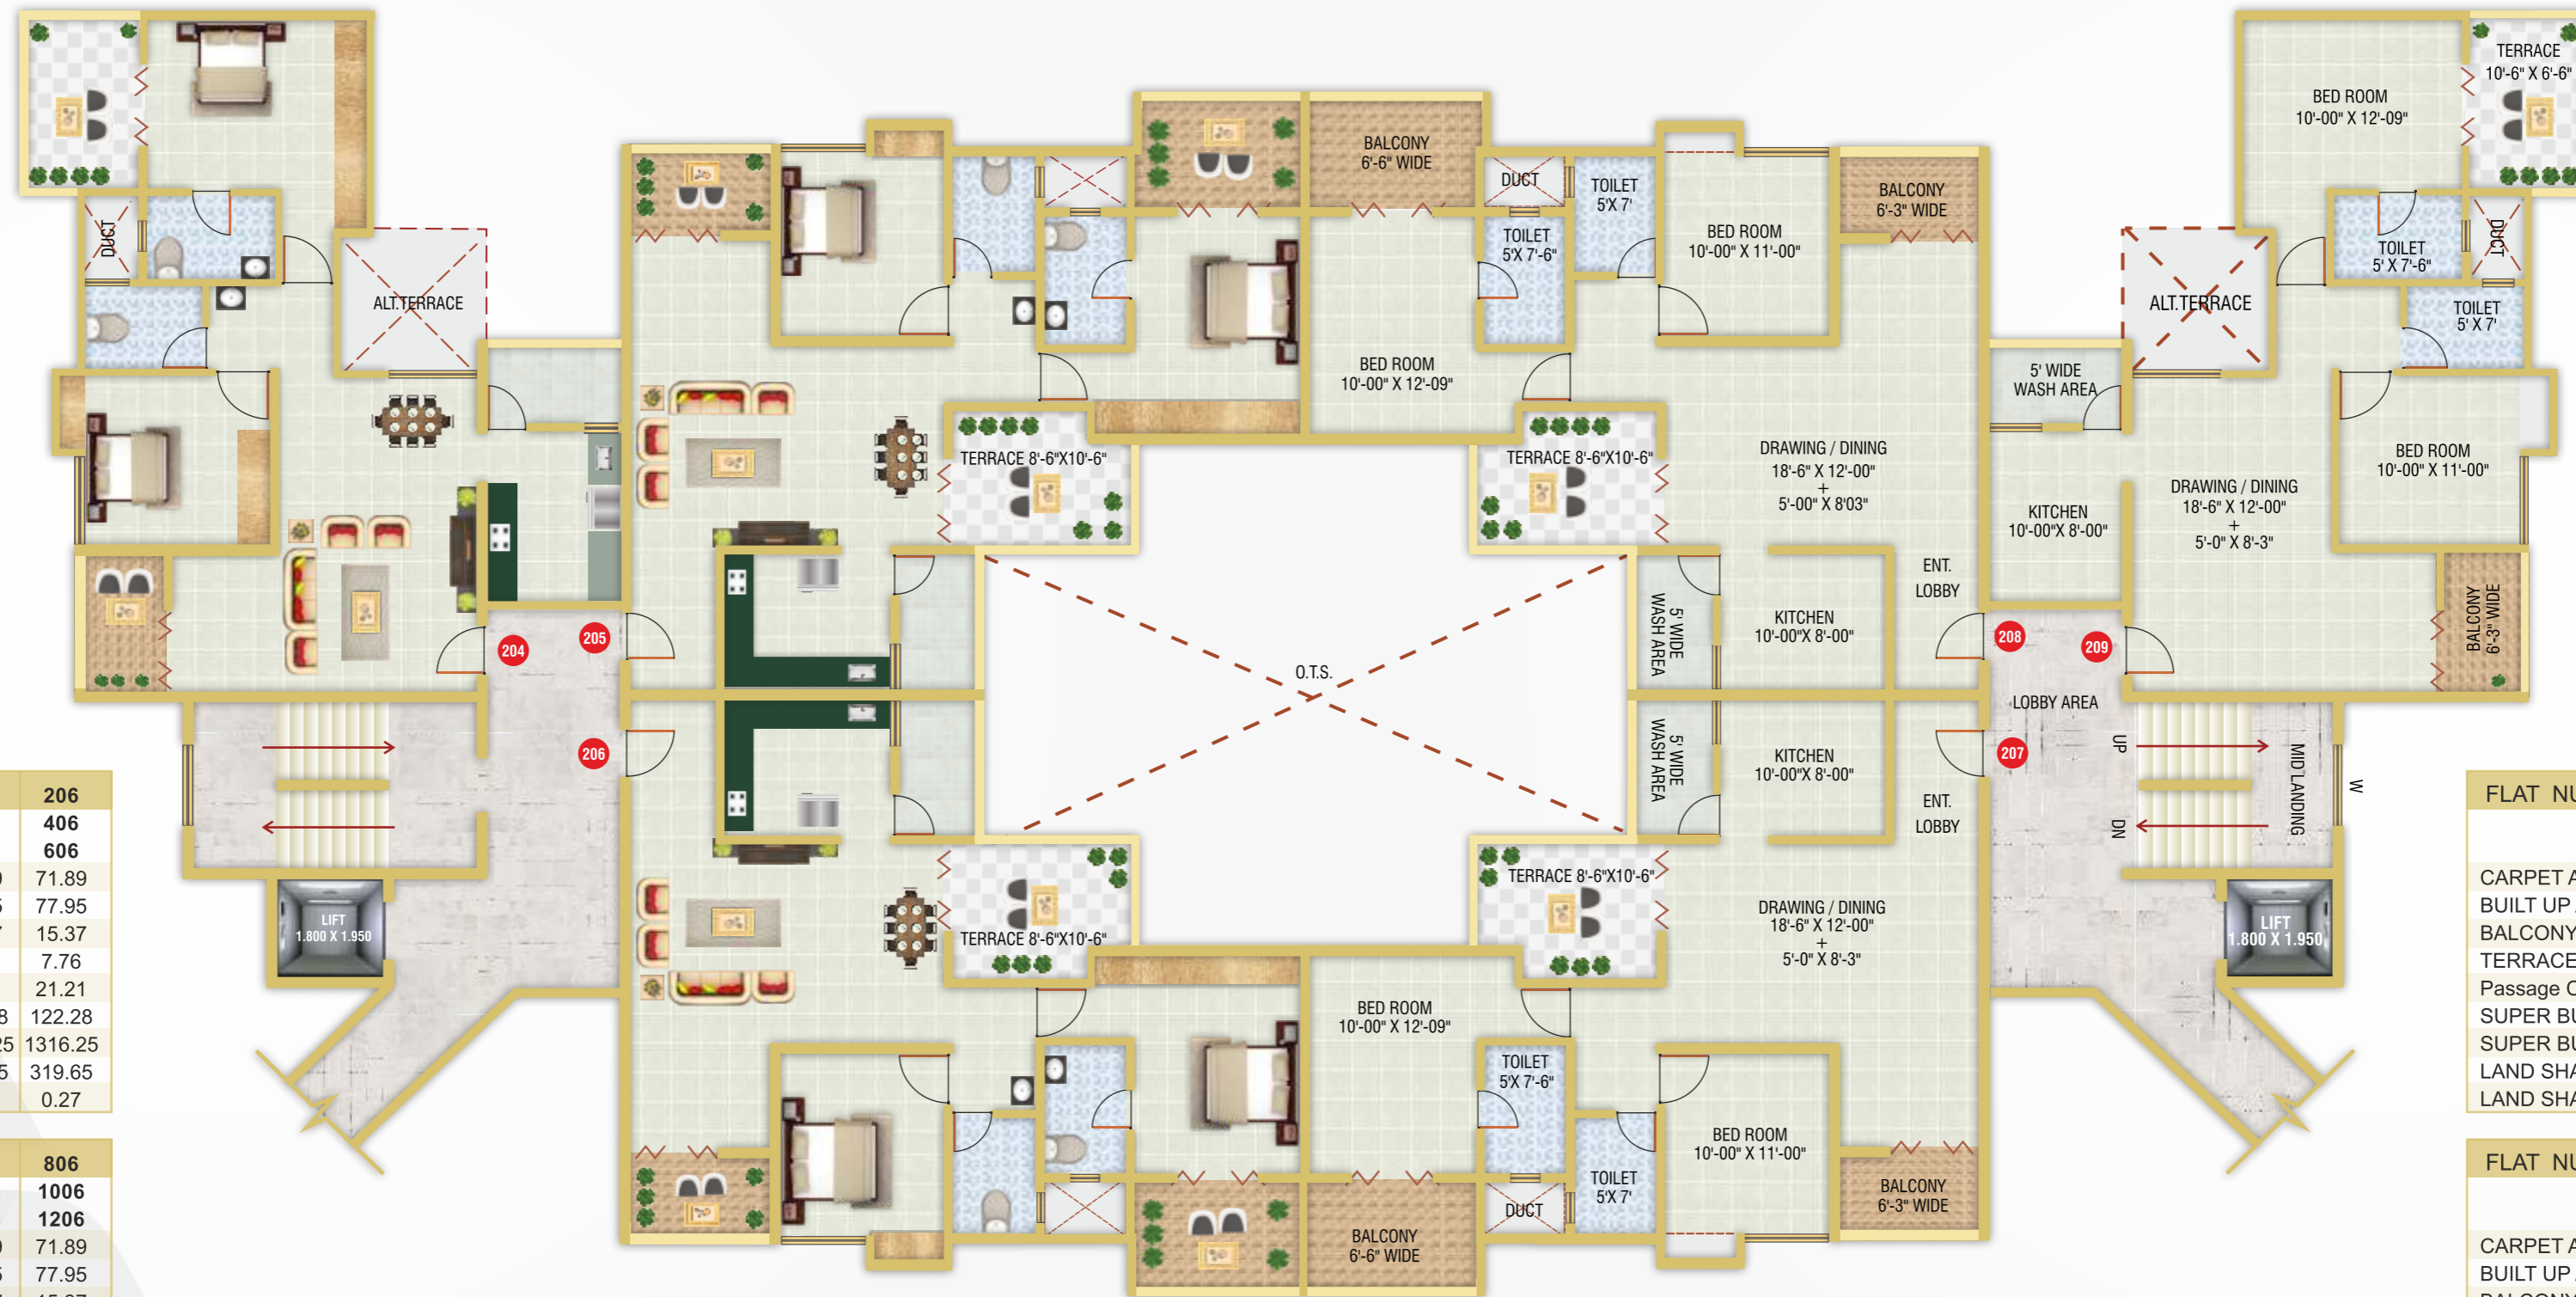 TERRACE
10'-6" X 6'-6"
BED ROOM
10'-00" X 12'-09"
BALCONY
6'-6" WIDE
DUCT
TOILET
5'X 7'
BALCONY
6'-3" WIDE
DUCT
ALT.TERRACE
TOILET
5'X 7'-6"
BED ROOM
10'-00" X 11'-00"
TOILET
5' X 7'-6"
DUCT
ALT.TERRACE
TOILET
5' X 7'
BED ROOM
10'-00" X 12'-09"
5' WIDE
WASH AREA
TERRACE 8'-6"X10'-6"
TERRACE 8'-6"X10'-6"
DRAWING / DINING
18'-6" X 12'-00"
+
5'-00" X 8'03"
BED ROOM
10'-00" X 11'-00"
KITCHEN
10'-00"X 8'-00"
DRAWING / DINING
18'-6" X 12'-00"
+
5'-0" X 8'-3"
ENT.
LOBBY
5' WIDE
WASH AREA
KITCHEN
10'-00"X 8'-00"
BALCONY
6'-3" WIDE
204
205
208
209
O.T.S.
LOBBY AREA
206
207
5' WIDE
WASH AREA
KITCHEN
10'-00"X 8'-00"
UP
DN
MID LANDING
W
ENT.
LOBBY
TERRACE 8'-6"X10'-6"
TERRACE 8'-6"X10'-6"
DRAWING / DINING
18'-6" X 12'-00"
+
5'-0" X 8'-3"
LIFT
1.800 X 1.950
LIFT
1.800 X 1.950
BED ROOM
10'-00" X 12'-09"
TOILET
5'X 7'-6"
BED ROOM
10'-00" X 11'-00"
TOILET
5'X 7'
DUCT
BALCONY
6'-3" WIDE
BALCONY
6'-6" WIDE
206
406
606
71.89
77.95
15.37
7.76
21.21
122.28
1316.25
319.65
0.27
806
1006
1206
71.89
77.95
FLAT NU
CARPET A
BUILT UP
BALCONY
TERRACE
Passage C
SUPER BU
SUPER BU
LAND SHA
LAND SHA
FLAT NU
CARPET A
BUILT UP